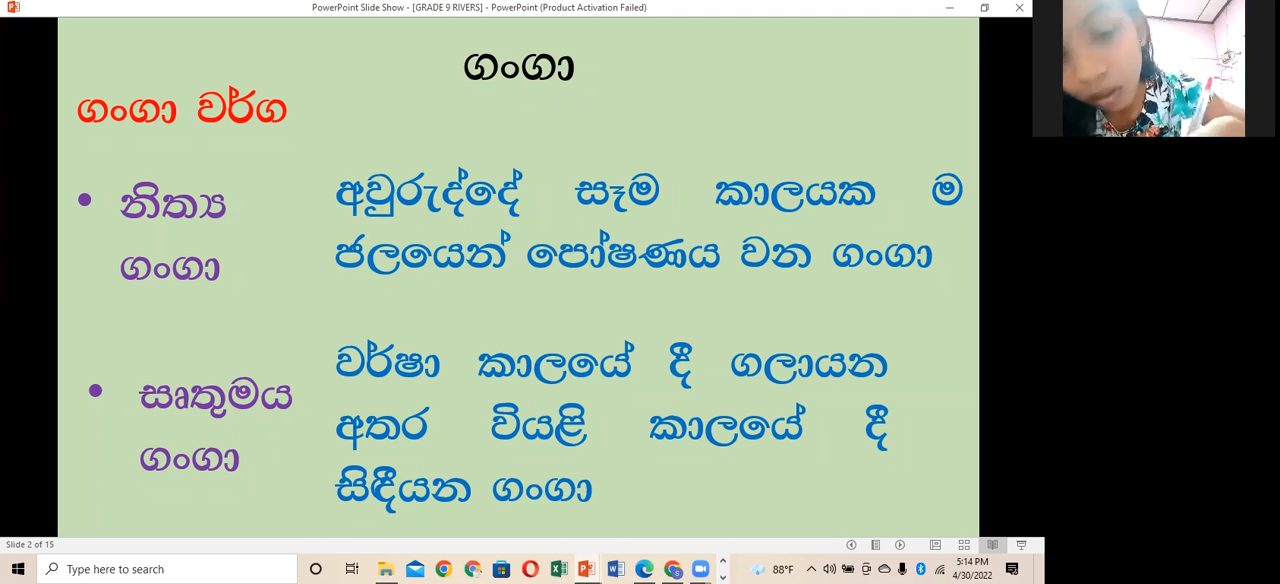 PowerPoint Slide Show - [GRADE 9 RIVERS] - PowerPoint (Product Activation Failed)
ගංගා
ගංගා වර්ග
• නිත්‍ය
ගංගා
අවුරුද්දේ සෑම කාලයක ම
ජලයෙන් පෝෂණය වන ගංගා
• සෘතුමය
ගංගා
වර්ෂා කාලයේ දී ගලායන
අතර වියළි කාලයේ දී
සිඳීයන ගංගා
Slide 2 of 15
Type here to search
88°F
5:14 PM
4/30/2022